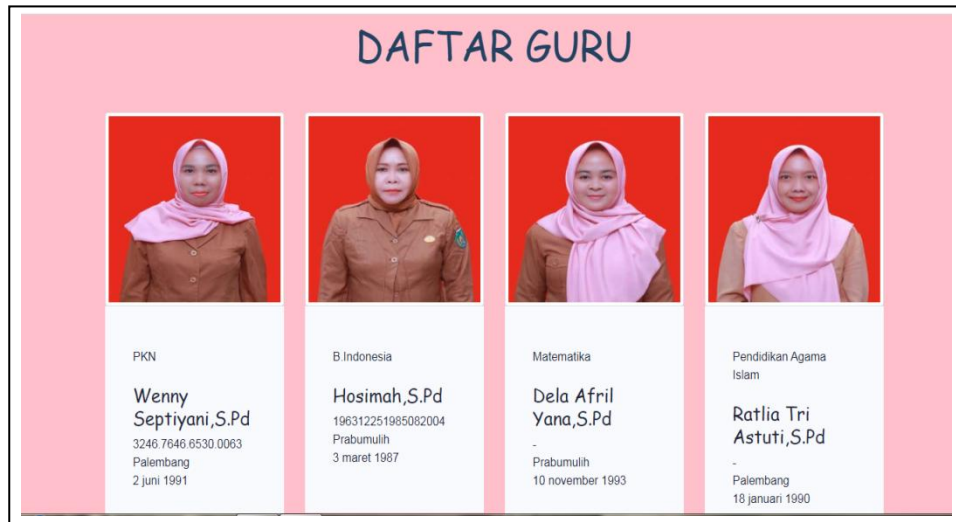 DAFTAR GURU
PKN
Wenny
Septiyani,S.Pd
3246.7646.6530.0063
Palembang
2 juni 1991
B.Indonesia
Hosimah,S.Pd
196312251985082004
Prabumulih
3 maret 1987
Matematika
Dela Afril
Yana,S.Pd
-
Prabumulih
10 november 1993
Pendidikan Agama
Islam
Ratlia Tri
Astuti,S.Pd
-
Palembang
18 januari 1990